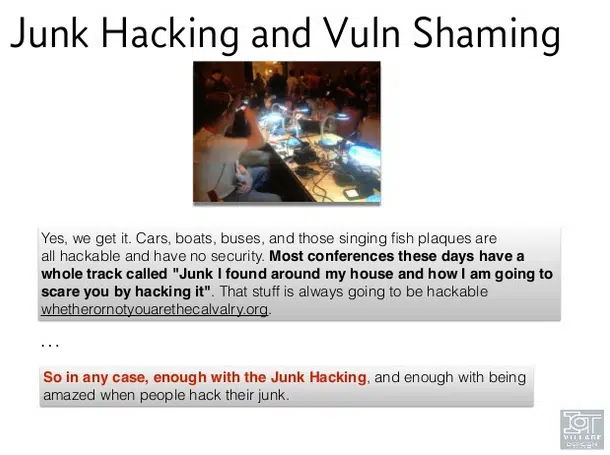 Junk Hacking and Vuln Shaming
Yes, we get it. Cars, boats, buses, and those singing fish plaques are
all hackable and have no security. Most conferences these days have a
whole track called "Junk I found around my house and how I am going to
scare you by hacking it". That stuff is always going to be hackable
whetherornotyouarethecalvalry.org.
...
So in any case, enough with the Junk Hacking, and enough with being
amazed when people hack their junk.
IoT
VILLAGE